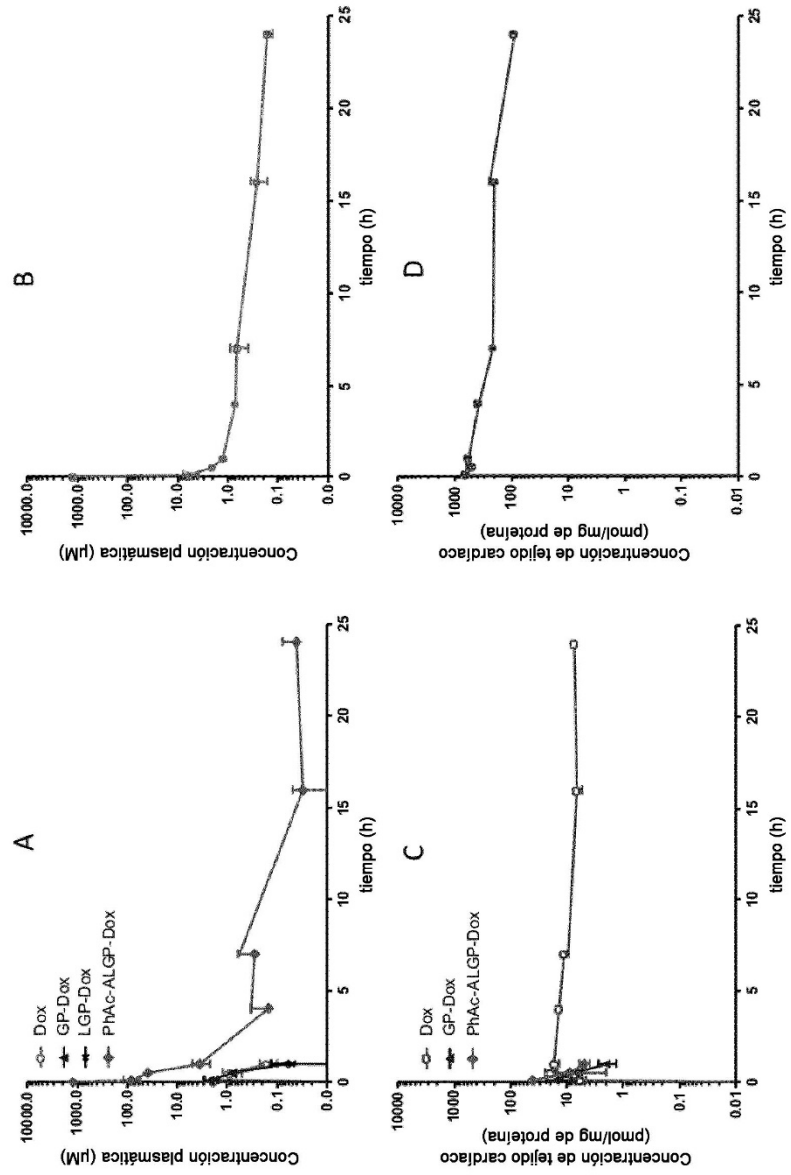 A
Concentración plasmática (µM)
10000.0
1000.0
100.0
10.0
1.0
0.1
0.0
Dox
GP-Dox
LGP-Dox
PhAc-ALGP-Dox
0
5
10
15
20
25
tiempo (h)
B
Concentración plasmática (µM)
10000.0
1000.0
100.0
10.0
1.0
0.1
0.0
0
5
10
15
20
25
tiempo (h)
C
Concentración de tejido cardíaco
(pmol/mg de proteína)
10000
1000
100
10
1
0.1
0.01
Dox
GP-Dox
PhAc-ALGP-Dox
0
5
10
15
20
25
tiempo (h)
D
Concentración de tejido cardíaco
(pmol/mg de proteína)
10000
1000
100
10
1
0.1
0.01
0
5
10
15
20
25
tiempo (h)